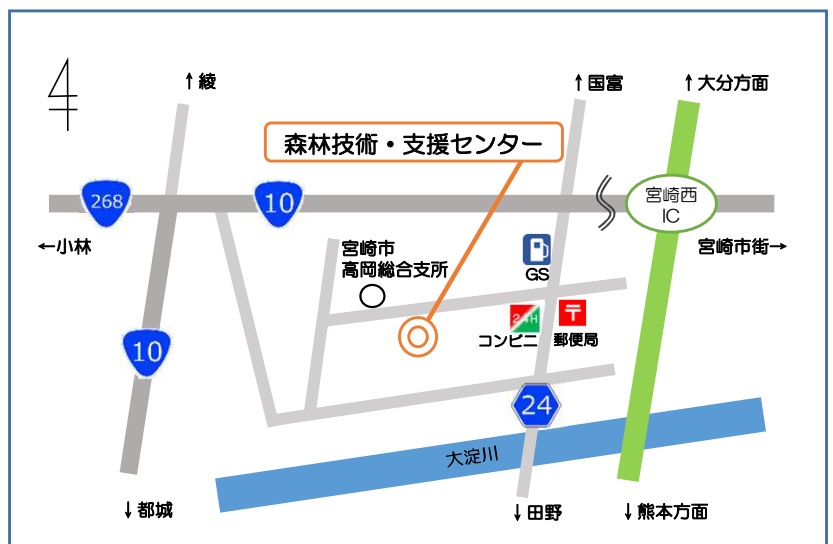 ↑綾
↑国富
↑大分方面
森林技術・支援センター
268
10
宮崎西
IC
←小林
宮崎市
高岡総合支所
GS
宮崎市街→
24H
コンビニ
〒
郵便局
10
24
大淀川
↓都城
↓田野
↓熊本方面